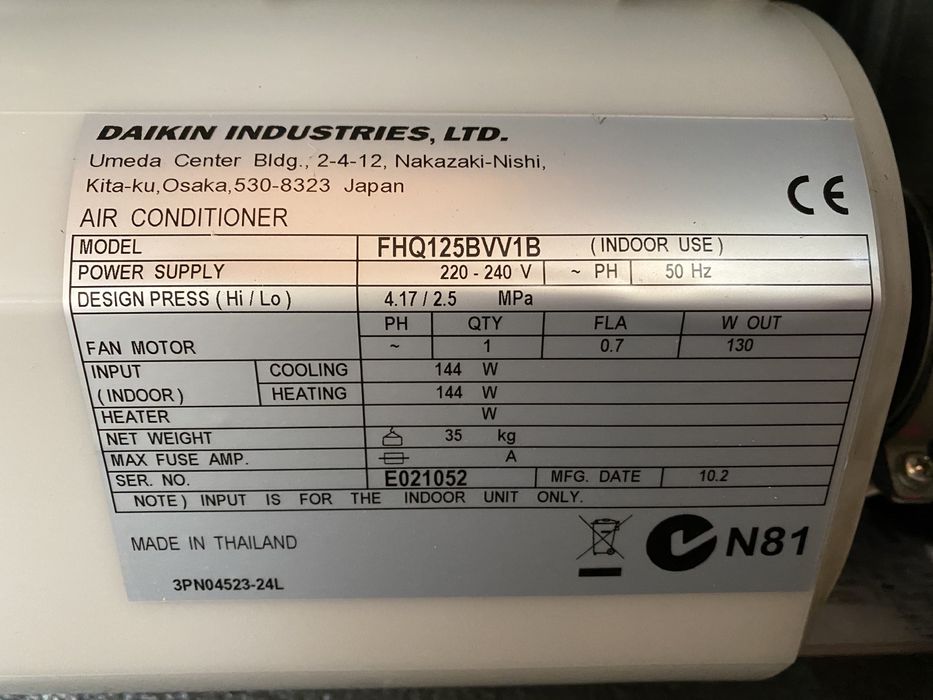 DAIKIN INDUSTRIES, LTD.
Umeda Center Bldg., 2-4-12, Nakazaki-Nishi,
Kita-ku,Osaka,530-8323 Japan
CE
AIR CONDITIONER
MODEL FHQ125BVV1B (INDOOR USE)
POWER SUPPLY 220 - 240 V ~ PH 50 Hz
DESIGN PRESS ( Hi / Lo ) 4.17 / 2.5 MPa
PH QTY FLA W OUT
FAN MOTOR ~ 1 0.7 130
INPUT COOLING 144 W
(INDOOR) HEATING 144 W
HEATER W
NET WEIGHT 35 kg
MAX FUSE AMP. A
SER. NO. E021052 MFG. DATE 10.2
NOTE) INPUT IS FOR THE INDOOR UNIT ONLY.
MADE IN THAILAND
N81
3PN04523-24L